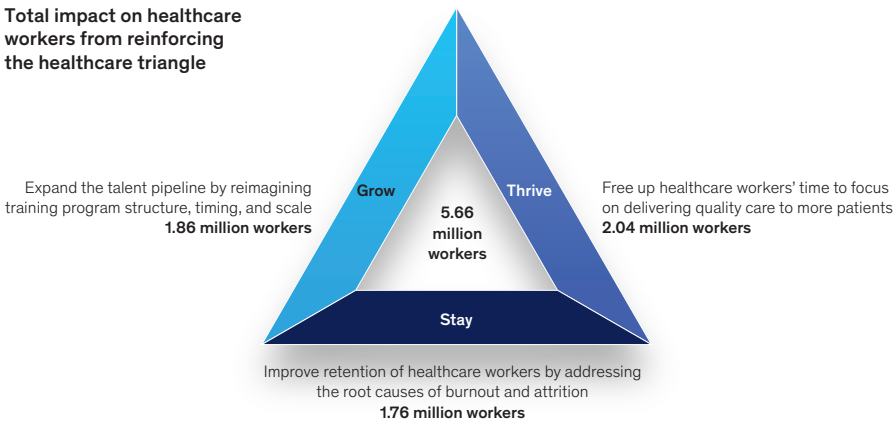 Total impact on healthcare
workers from reinforcing
the healthcare triangle
Expand the talent pipeline by reimagining
training program structure, timing, and scale
1.86 million workers
Grow
5.66
million
workers
Thrive
Free up healthcare workers' time to focus
on delivering quality care to more patients
2.04 million workers
Stay
Improve retention of healthcare workers by addressing
the root causes of burnout and attrition
1.76 million workers